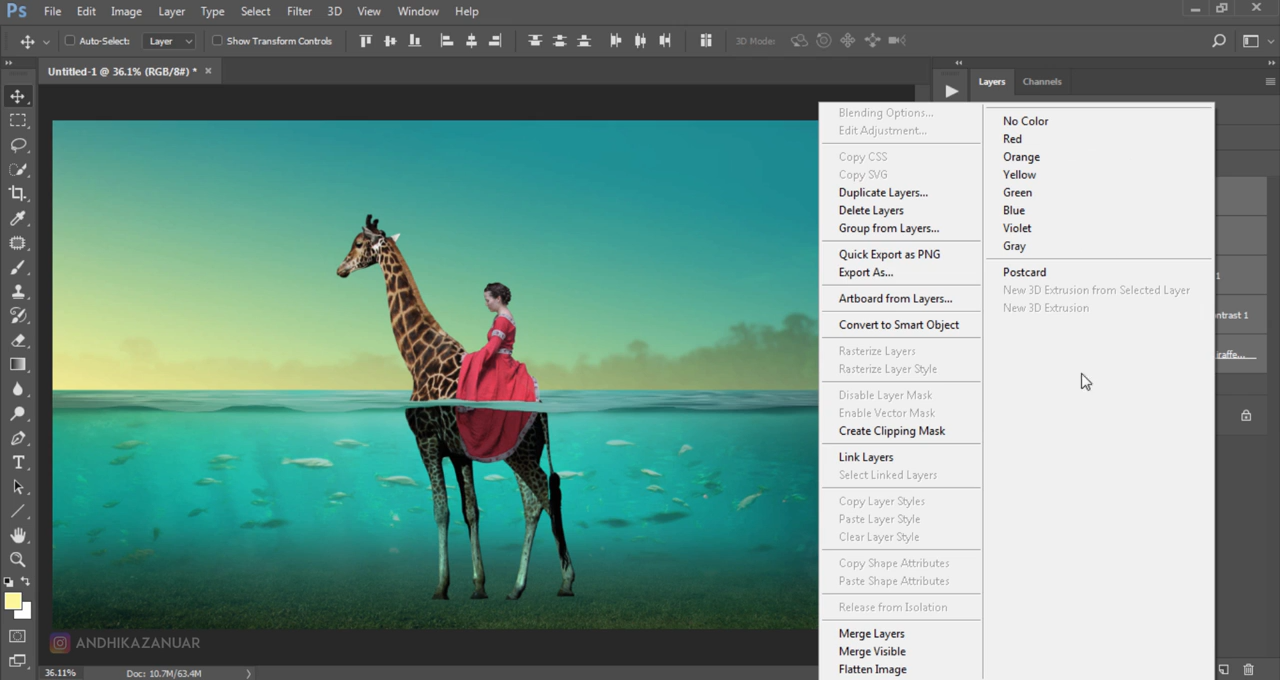 Ps File Edit Image Layer Type Select Filter 3D View Window Help
Auto-Select: Layer Show Transform Controls 3D Mode:
Untitled-1 @ 36.1% (RGB/8#) * ×
Layers Channels
Blending Options...
Edit Adjustment...
Copy CSS
Copy SVG
Duplicate Layers...
Delete Layers
Group from Layers...
Quick Export as PNG
Export As...
Artboard from Layers...
Convert to Smart Object
Rasterize Layers
Rasterize Layer Style
Disable Layer Mask
Enable Vector Mask
Create Clipping Mask
Link Layers
Select Linked Layers
Copy Layer Styles
Paste Layer Style
Clear Layer Style
Copy Shape Attributes
Paste Shape Attributes
Release from Isolation
Merge Layers
Merge Visible
Flatten Image
No Color
Red
Orange
Yellow
Green
Blue
Violet
Gray
Postcard
New 3D Extrusion from Selected Layer
New 3D Extrusion
1
ntrast 1
iraffe...
ANDHIKAZANUAR
36.11% Doc: 10.7M/63.4M